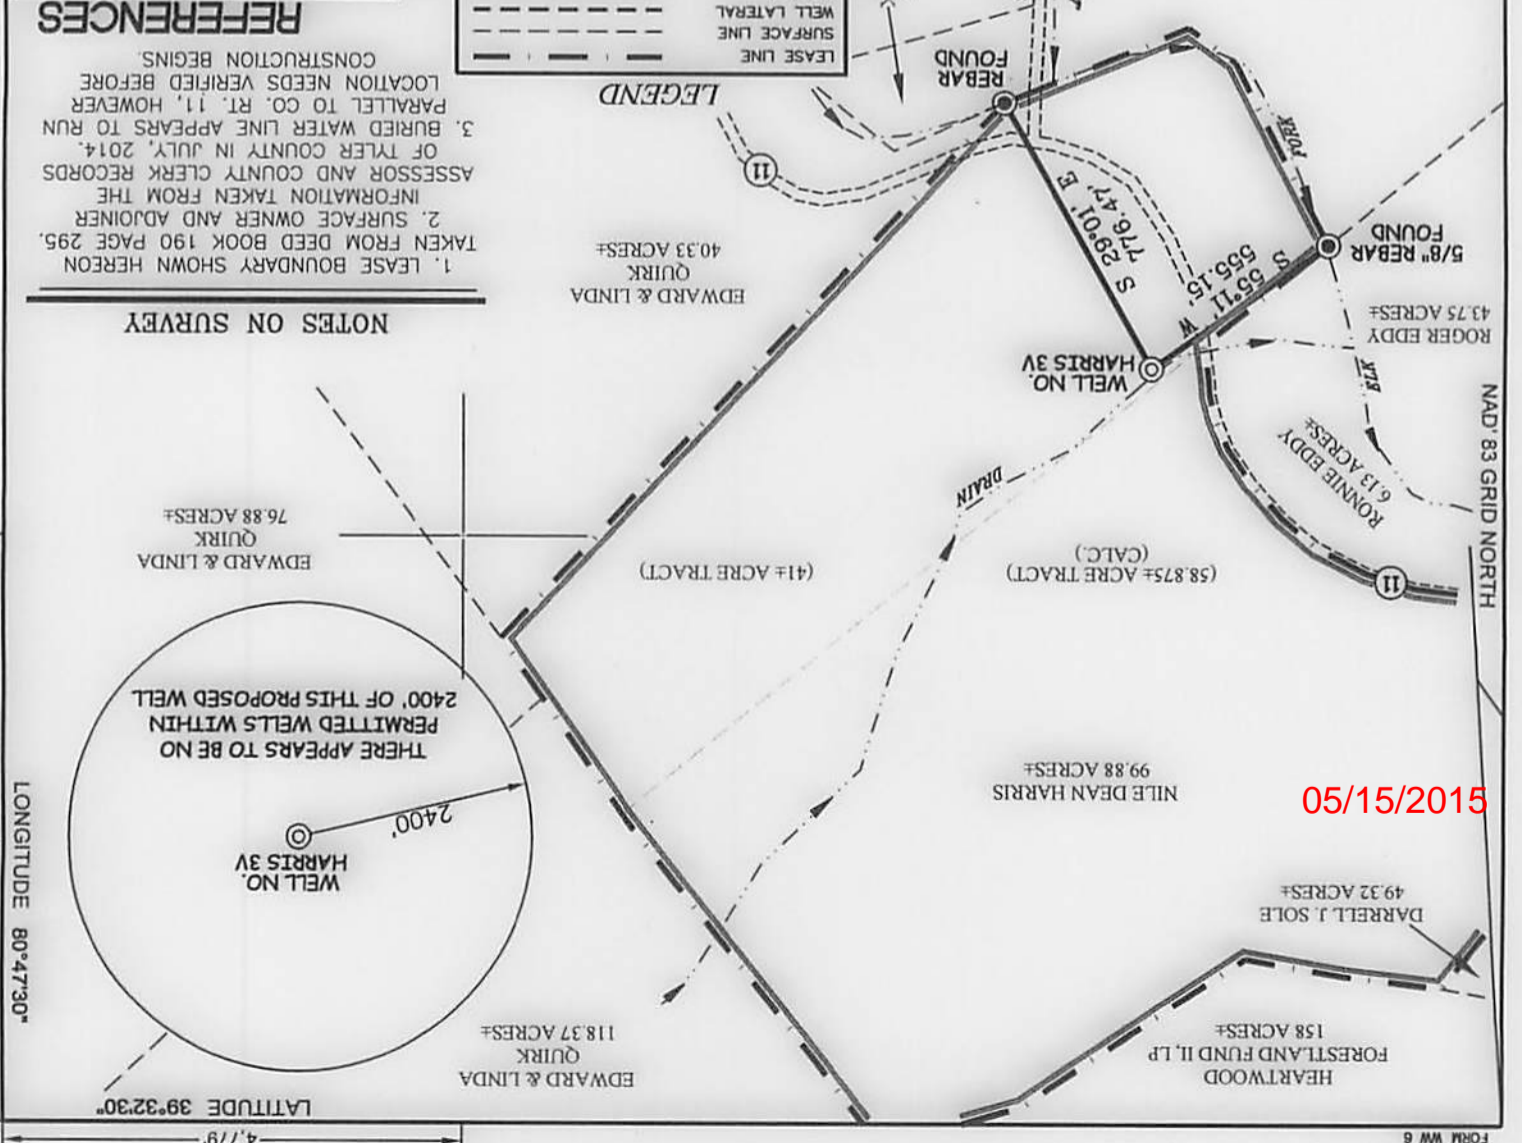 FORM WW 6
4,779'
LATITUDE 39°32'30"
LONGITUDE 80°47'30"
HEARTWOOD
FORESTLAND FUND II, LP
158 ACRES±
EDWARD & LINDA
QUIRK
118.37 ACRES±
DARRELL J. SOLE
49.32 ACRES±
WELL NO.
HARRIS 3V
2400'
THERE APPEARS TO BE NO
PERMITTED WELLS WITHIN
2400' OF THIS PROPOSED WELL
05/15/2015
NILE DEAN HARRIS
99.88 ACRES±
NAD'83 GRID NORTH
11
(58.875± ACRE TRACT)
(CALC.)
(41± ACRE TRACT)
EDWARD & LINDA
QUIRK
76.88 ACRES±
RONNIE EDDY
6.13 ACRES±
DRAIN
ELK
WELL NO.
HARRIS 3V
ROGER EDDY
43.75 ACRES±
S 55°11' W
555.15'
S 29°01' E
776.47'
5/8" REBAR
FOUND
FORK
EDWARD & LINDA
QUIRK
40.33 ACRES±
11
REBAR
FOUND
NOTES ON SURVEY
1. LEASE BOUNDARY SHOWN HEREON
TAKEN FROM DEED BOOK 190 PAGE 295.
2. SURFACE OWNER AND ADJOINER
INFORMATION TAKEN FROM THE
ASSESSOR AND COUNTY CLERK RECORDS
OF TYLER COUNTY IN JULY, 2014.
3. BURIED WATER LINE APPEARS TO RUN
PARALLEL TO CO. RT. 11, HOWEVER
LOCATION NEEDS VERIFIED BEFORE
CONSTRUCTION BEGINS.
LEGEND
LEASE LINE
SURFACE LINE
WELL LATERAL
REFERENCES